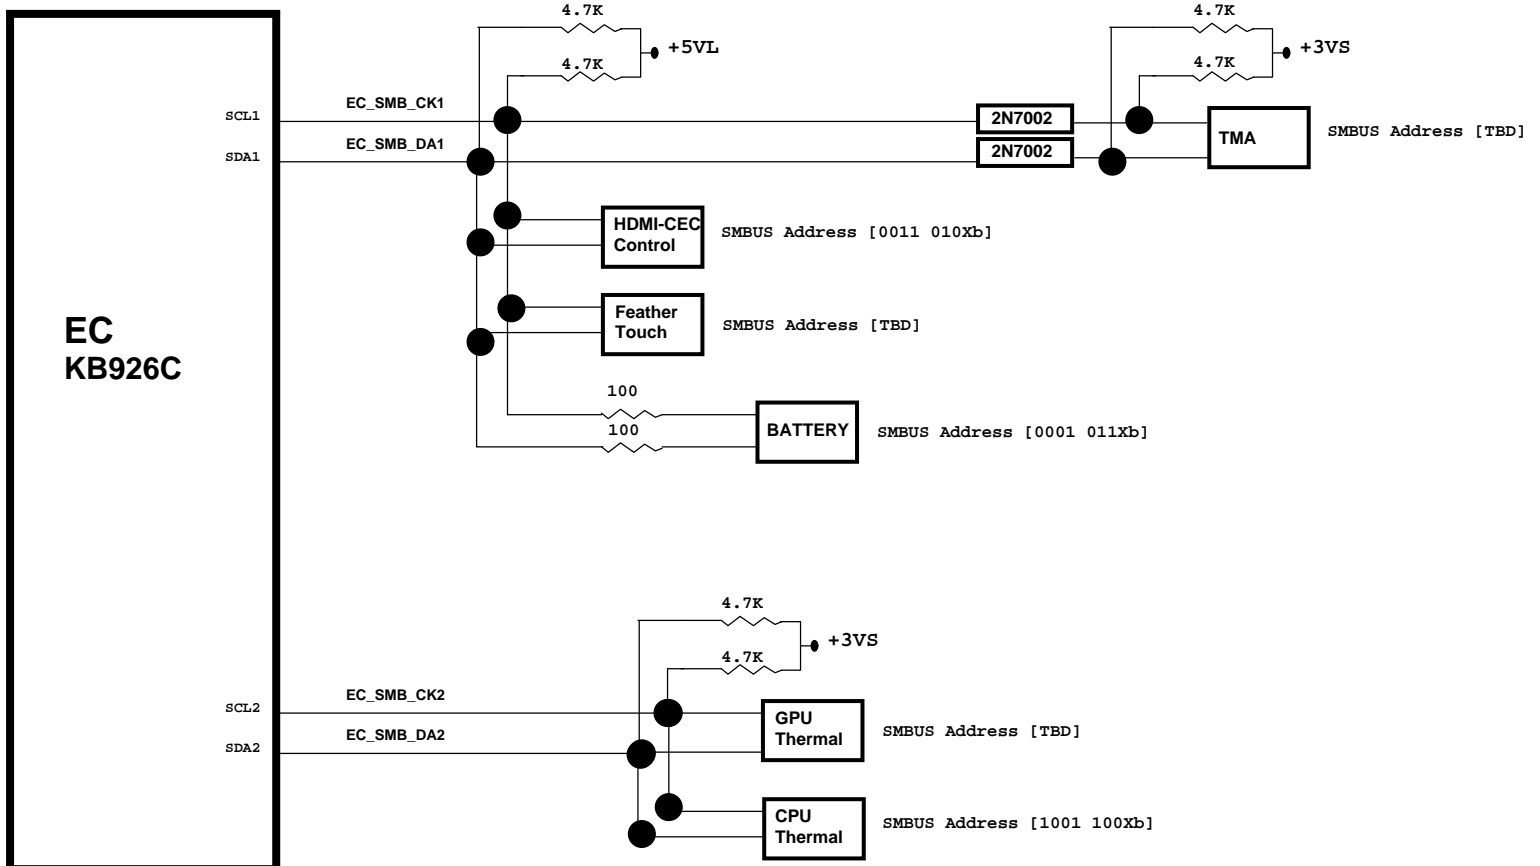 4.7K
4.7K
+5VL
+3VS
4.7K
4.7K
EC_SMB_CK1
SCL1
2N7002
EC_SMB_DA1
SDA1
2N7002
TMA
SMBUS Address [TBD]
HDMI-CEC
Control
SMBUS Address [0011 010Xb]
Feather
Touch
SMBUS Address [TBD]
EC
KB926C
100
100
BATTERY
SMBUS Address [0001 011Xb]
4.7K
+3VS
4.7K
EC_SMB_CK2
SCL2
EC_SMB_DA2
SDA2
GPU
Thermal
SMBUS Address [TBD]
CPU
Thermal
SMBUS Address [1001 100Xb]